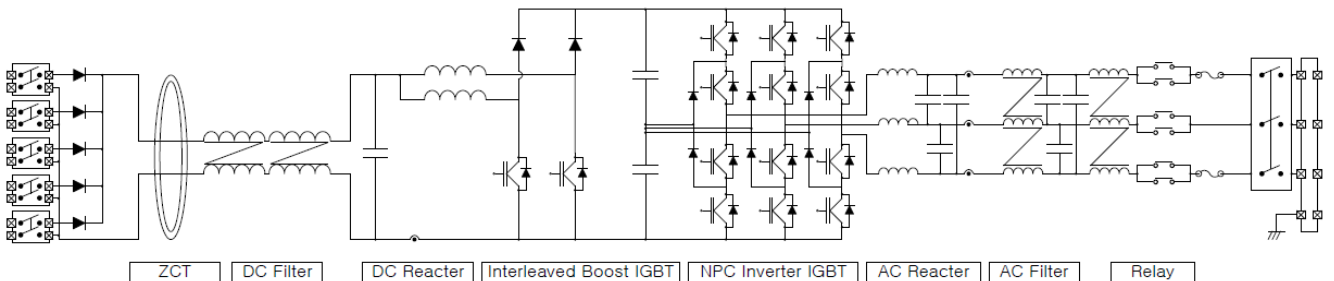 ZCT
DC Filter
DC Reacter
Interleaved Boost IGBT
NPC Inverter IGBT
AC Reacter
AC Filter
Relay